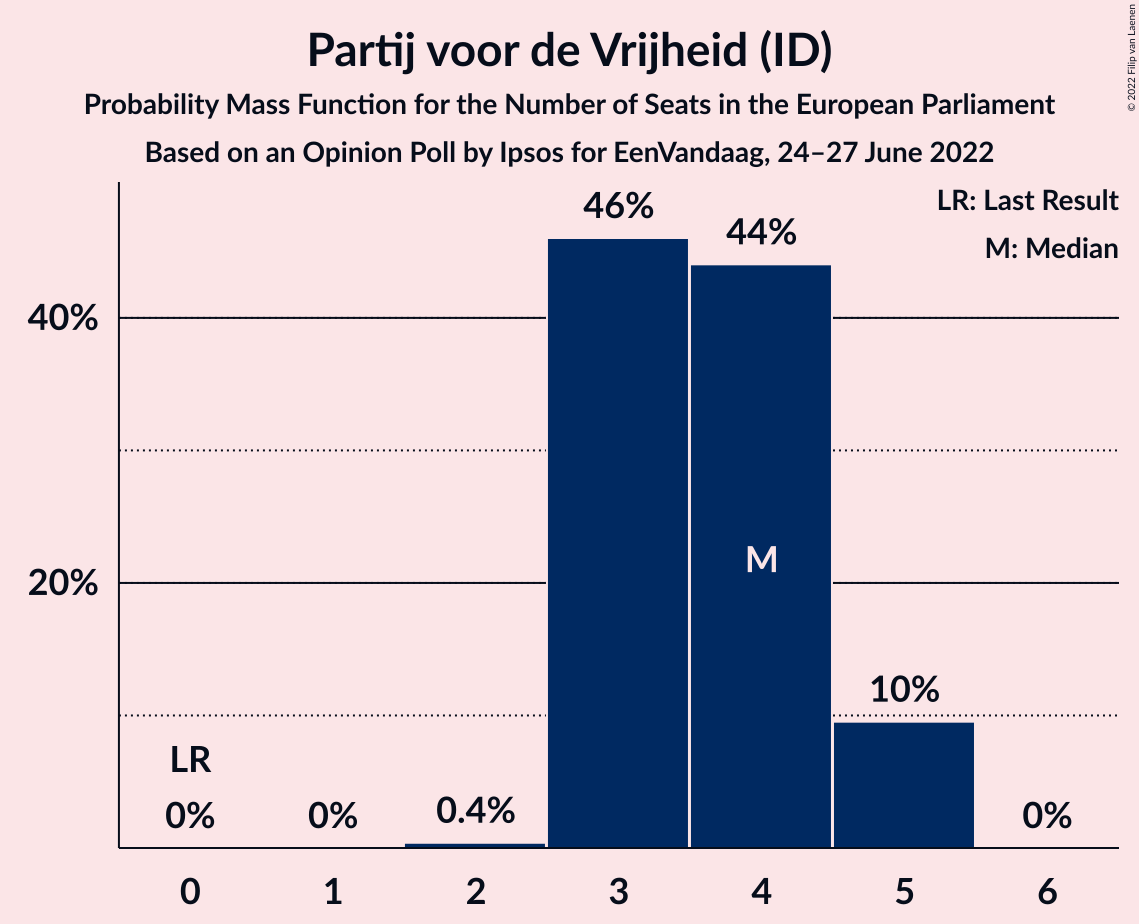 Partij voor de Vrijheid (ID)
Probability Mass Function for the Number of Seats in the European Parliament
Based on an Opinion Poll by Ipsos for EenVandaag, 24–27 June 2022
© 2022 Filip van Laenen
LR: Last Result
M: Median
46%
44%
40%
M
20%
10%
LR
0%
0%
0.4%
0%
0
1
2
3
4
5
6